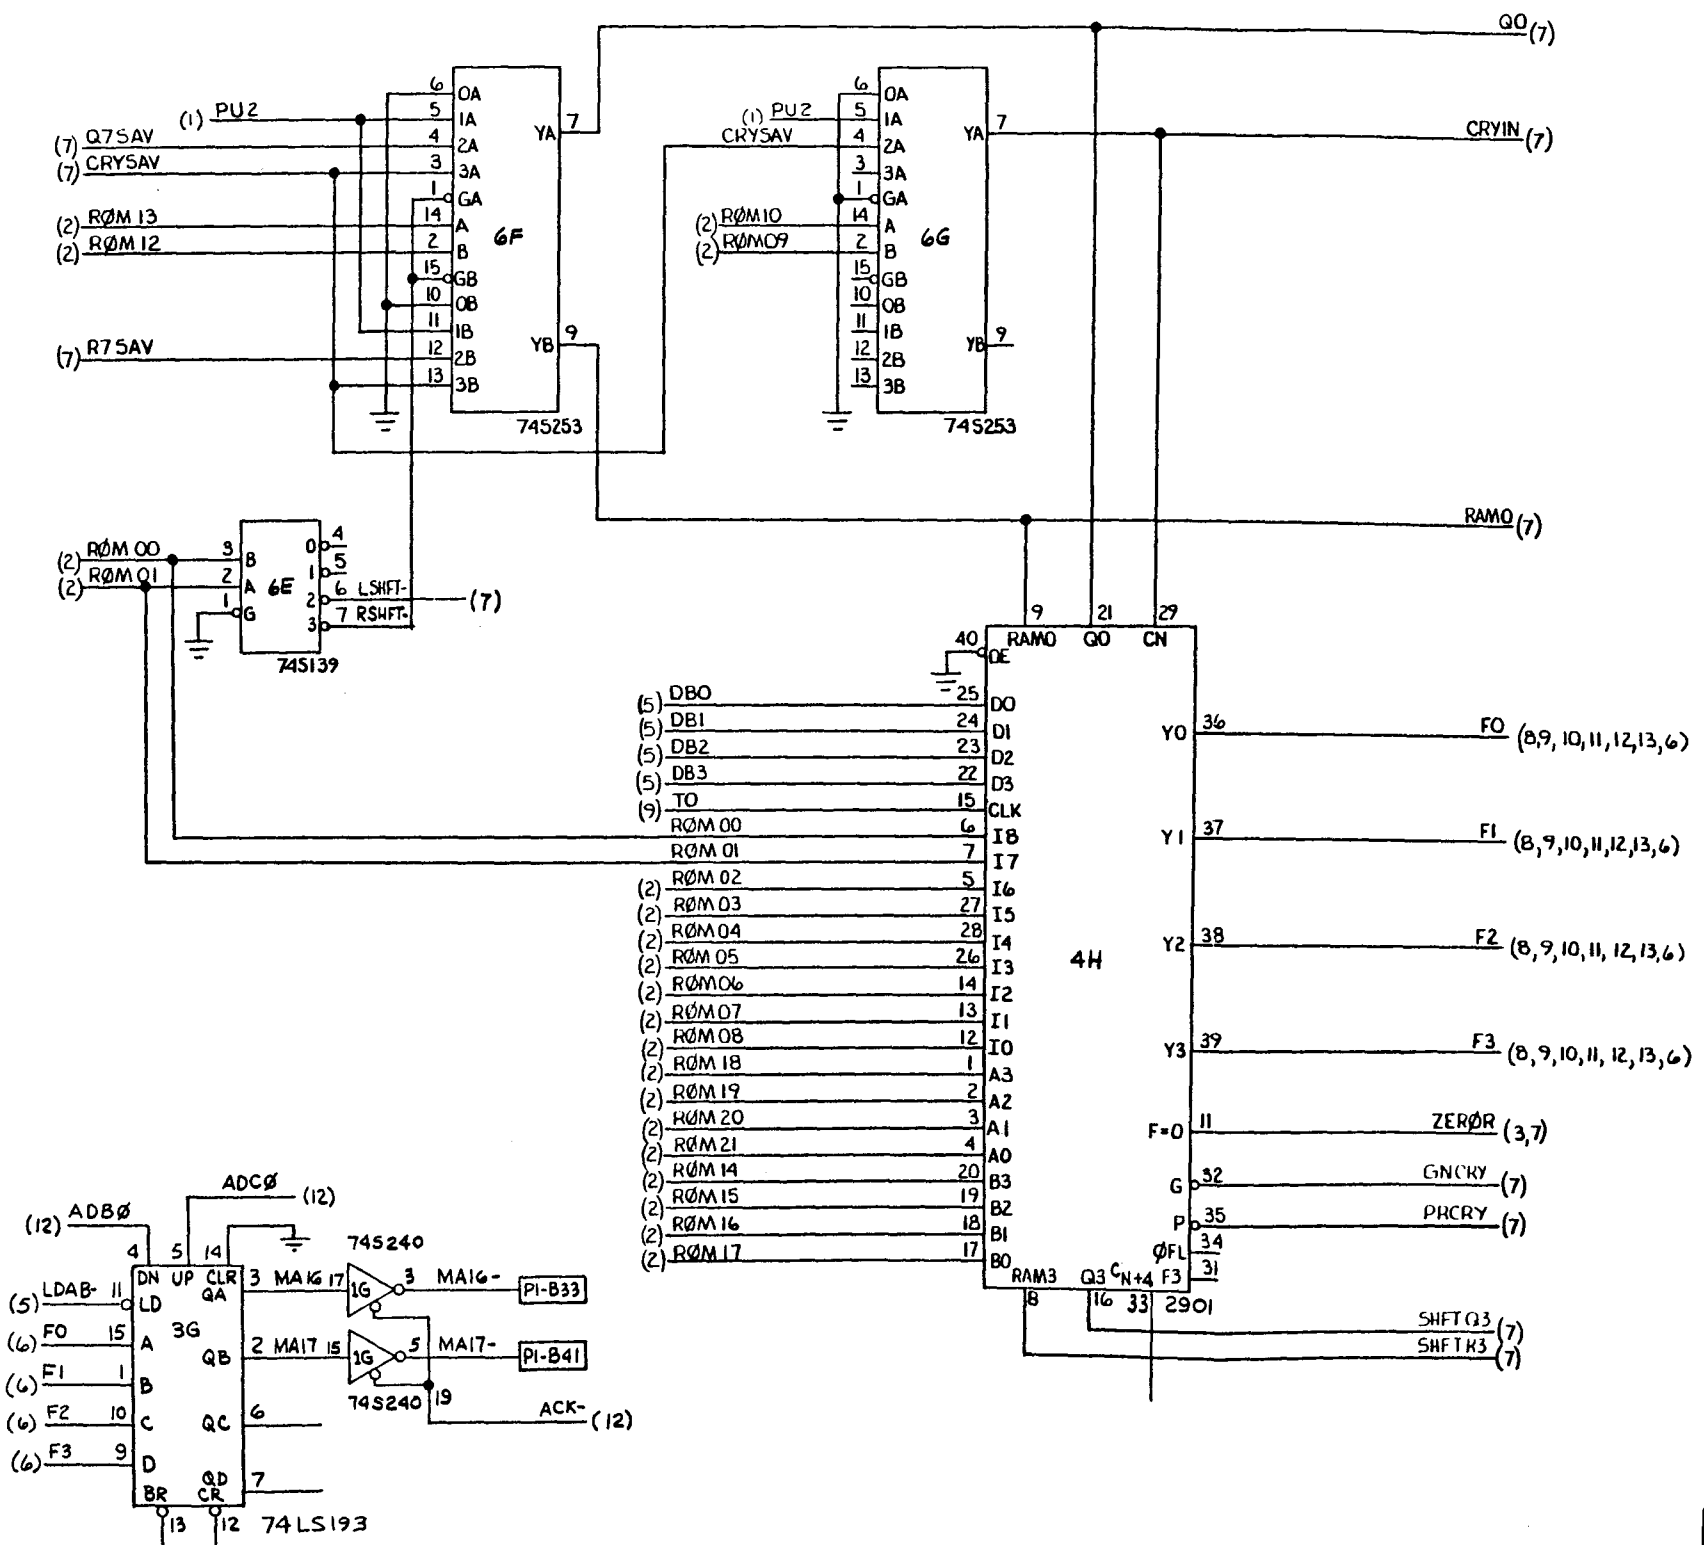 Q0 (7)
6 0A
(1) PU2 5 1A
(7) Q7SAV 4 2A
(7) CRYSAV 3 3A
1 GA
(2) RØM 13 14 A
(2) RØM 12 2 B
15 GB
10 0B
11 1B
(7) R7SAV 12 2B
13 3B
YA 7
YB 9
6F
74S253
6 0A
(1) PU2 5 1A
CRYSAV 4 2A
3 3A
1 GA
(2) RØM10 14 A
(2) RØM09 2 B
15 GB
10 0B
11 1B
12 2B
13 3B
YA 7
YB 9
6G
74S253
CRYIN (7)
RAM0 (7)
(2) RØM 00 3 B
(2) RØM 01 2 A
1 G
6E
0 4
1 5
2 6 LSHFT- (7)
3 7 RSHFT-
74S139
9 21 29
RAM0 Q0 CN
40 OE
(5) DB0 25 D0
(5) DB1 24 D1
(5) DB2 23 D2
(5) DB3 22 D3
(9) T0 15 CLK
RØM 00 6 I8
RØM 01 7 I7
(2) RØM 02 5 I6
(2) RØM 03 27 I5
(2) RØM 04 28 I4
(2) RØM 05 26 I3
(2) RØM06 14 I2
(2) RØM 07 13 I1
(2) RØM 08 12 I0
(2) RØM 18 1 A3
(2) RØM 19 2 A2
(2) RØM 20 3 A1
(2) RØM 21 4 A0
(2) RØM 14 20 B3
(2) RØM 15 19 B2
(2) RØM 16 18 B1
(2) RØM 17 17 B0
4H
Y0 36 F0 (8,9,10,11,12,13,6)
Y1 37 F1 (8,9,10,11,12,13,6)
Y2 38 F2 (8,9,10,11,12,13,6)
Y3 39 F3 (8,9,10,11,12,13,6)
F=0 11 ZERØR (3,7)
G 32 GNCRY (7)
P 35 PRCRY (7)
ØFL 34
F3 31
RAM3 Q3 CN+4
8 16 33 2901
SHFTQ3 (7)
SHFTR3 (7)
ADCØ (12)
(12) ADBØ
4 5 14
DN UP CLR
(5) LDAB- 11 LD
(6) F0 15 A
(6) F1 1 B
(6) F2 10 C
(6) F3 9 D
3G
QA 3 MA16 17 1G 3 MA16- P1-B33
74S240
QB 2 MA17 15 1G 5 MA17- P1-B41
74S240
19
ACK- (12)
QC 6
QD 7
BR CR
13 12 74LS193